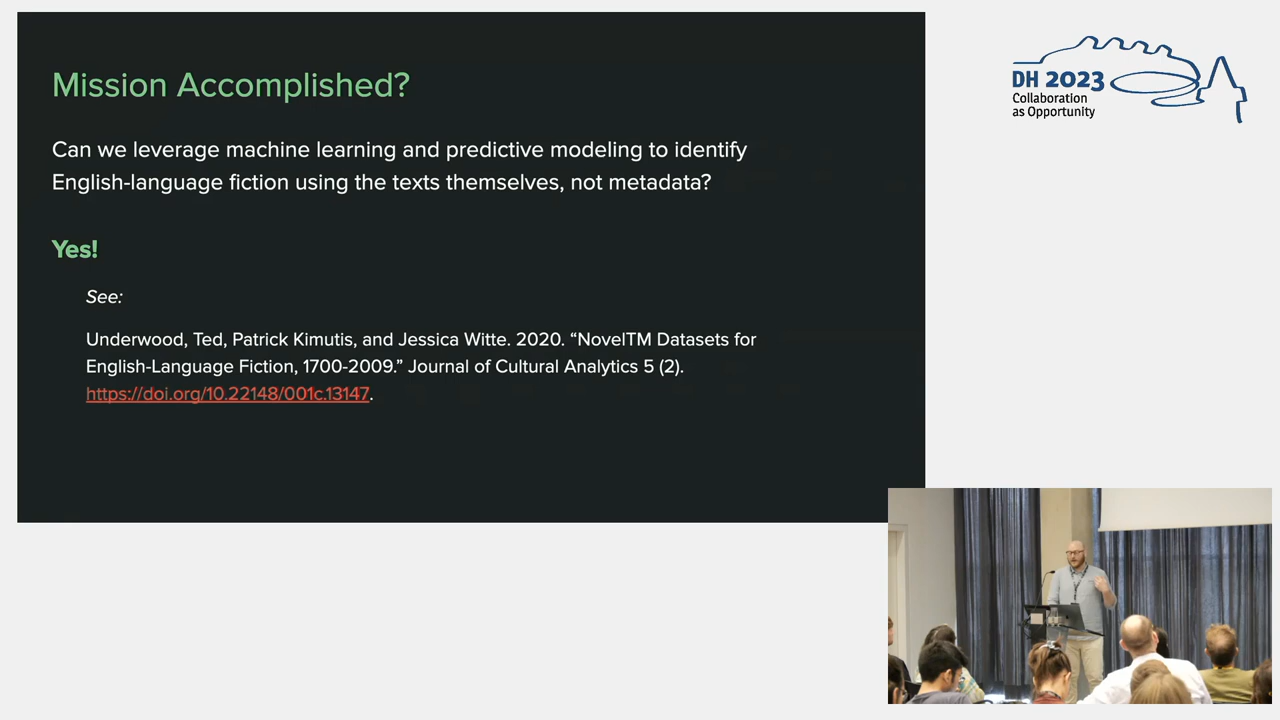 Mission Accomplished?
Can we leverage machine learning and predictive modeling to identify
English-language fiction using the texts themselves, not metadata?
Yes!
See:
Underwood, Ted, Patrick Kimutis, and Jessica Witte. 2020. “NovelTM Datasets for
English-Language Fiction, 1700-2009.” Journal of Cultural Analytics 5 (2).
https://doi.org/10.22148/001c.13147.
DH 2023
Collaboration
as Opportunity